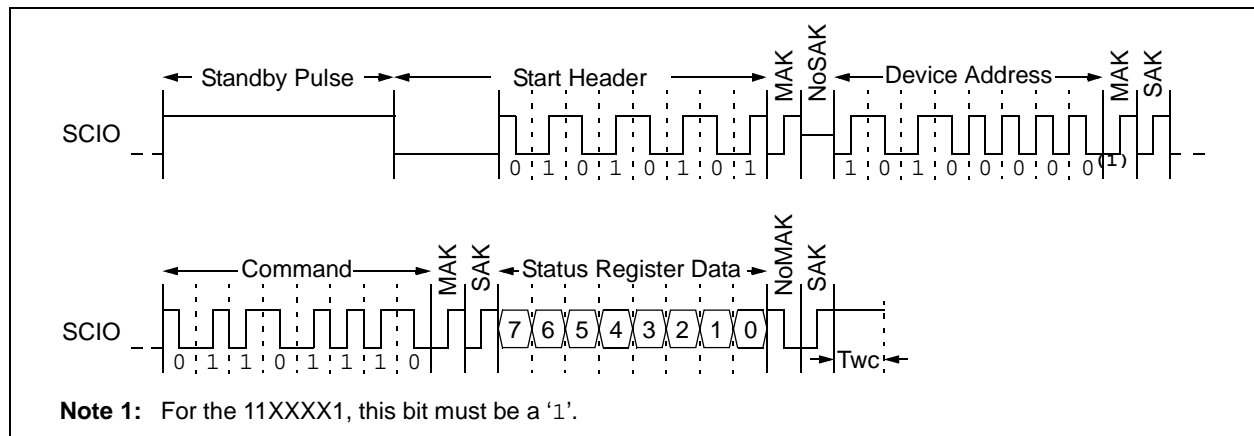 Standby Pulse Start Header MAK NoSAK Device Address MAK SAK
SCIO
0 1 0 1 0 1 0 1 1 0 1 0 0 0 0 0(1)
Command MAK SAK Status Register Data NoMAK SAK
SCIO 7 6 5 4 3 2 1 0
Twc
0 1 1 0 1 1 1 0
Note 1: For the 11XXXX1, this bit must be a ‘1’.